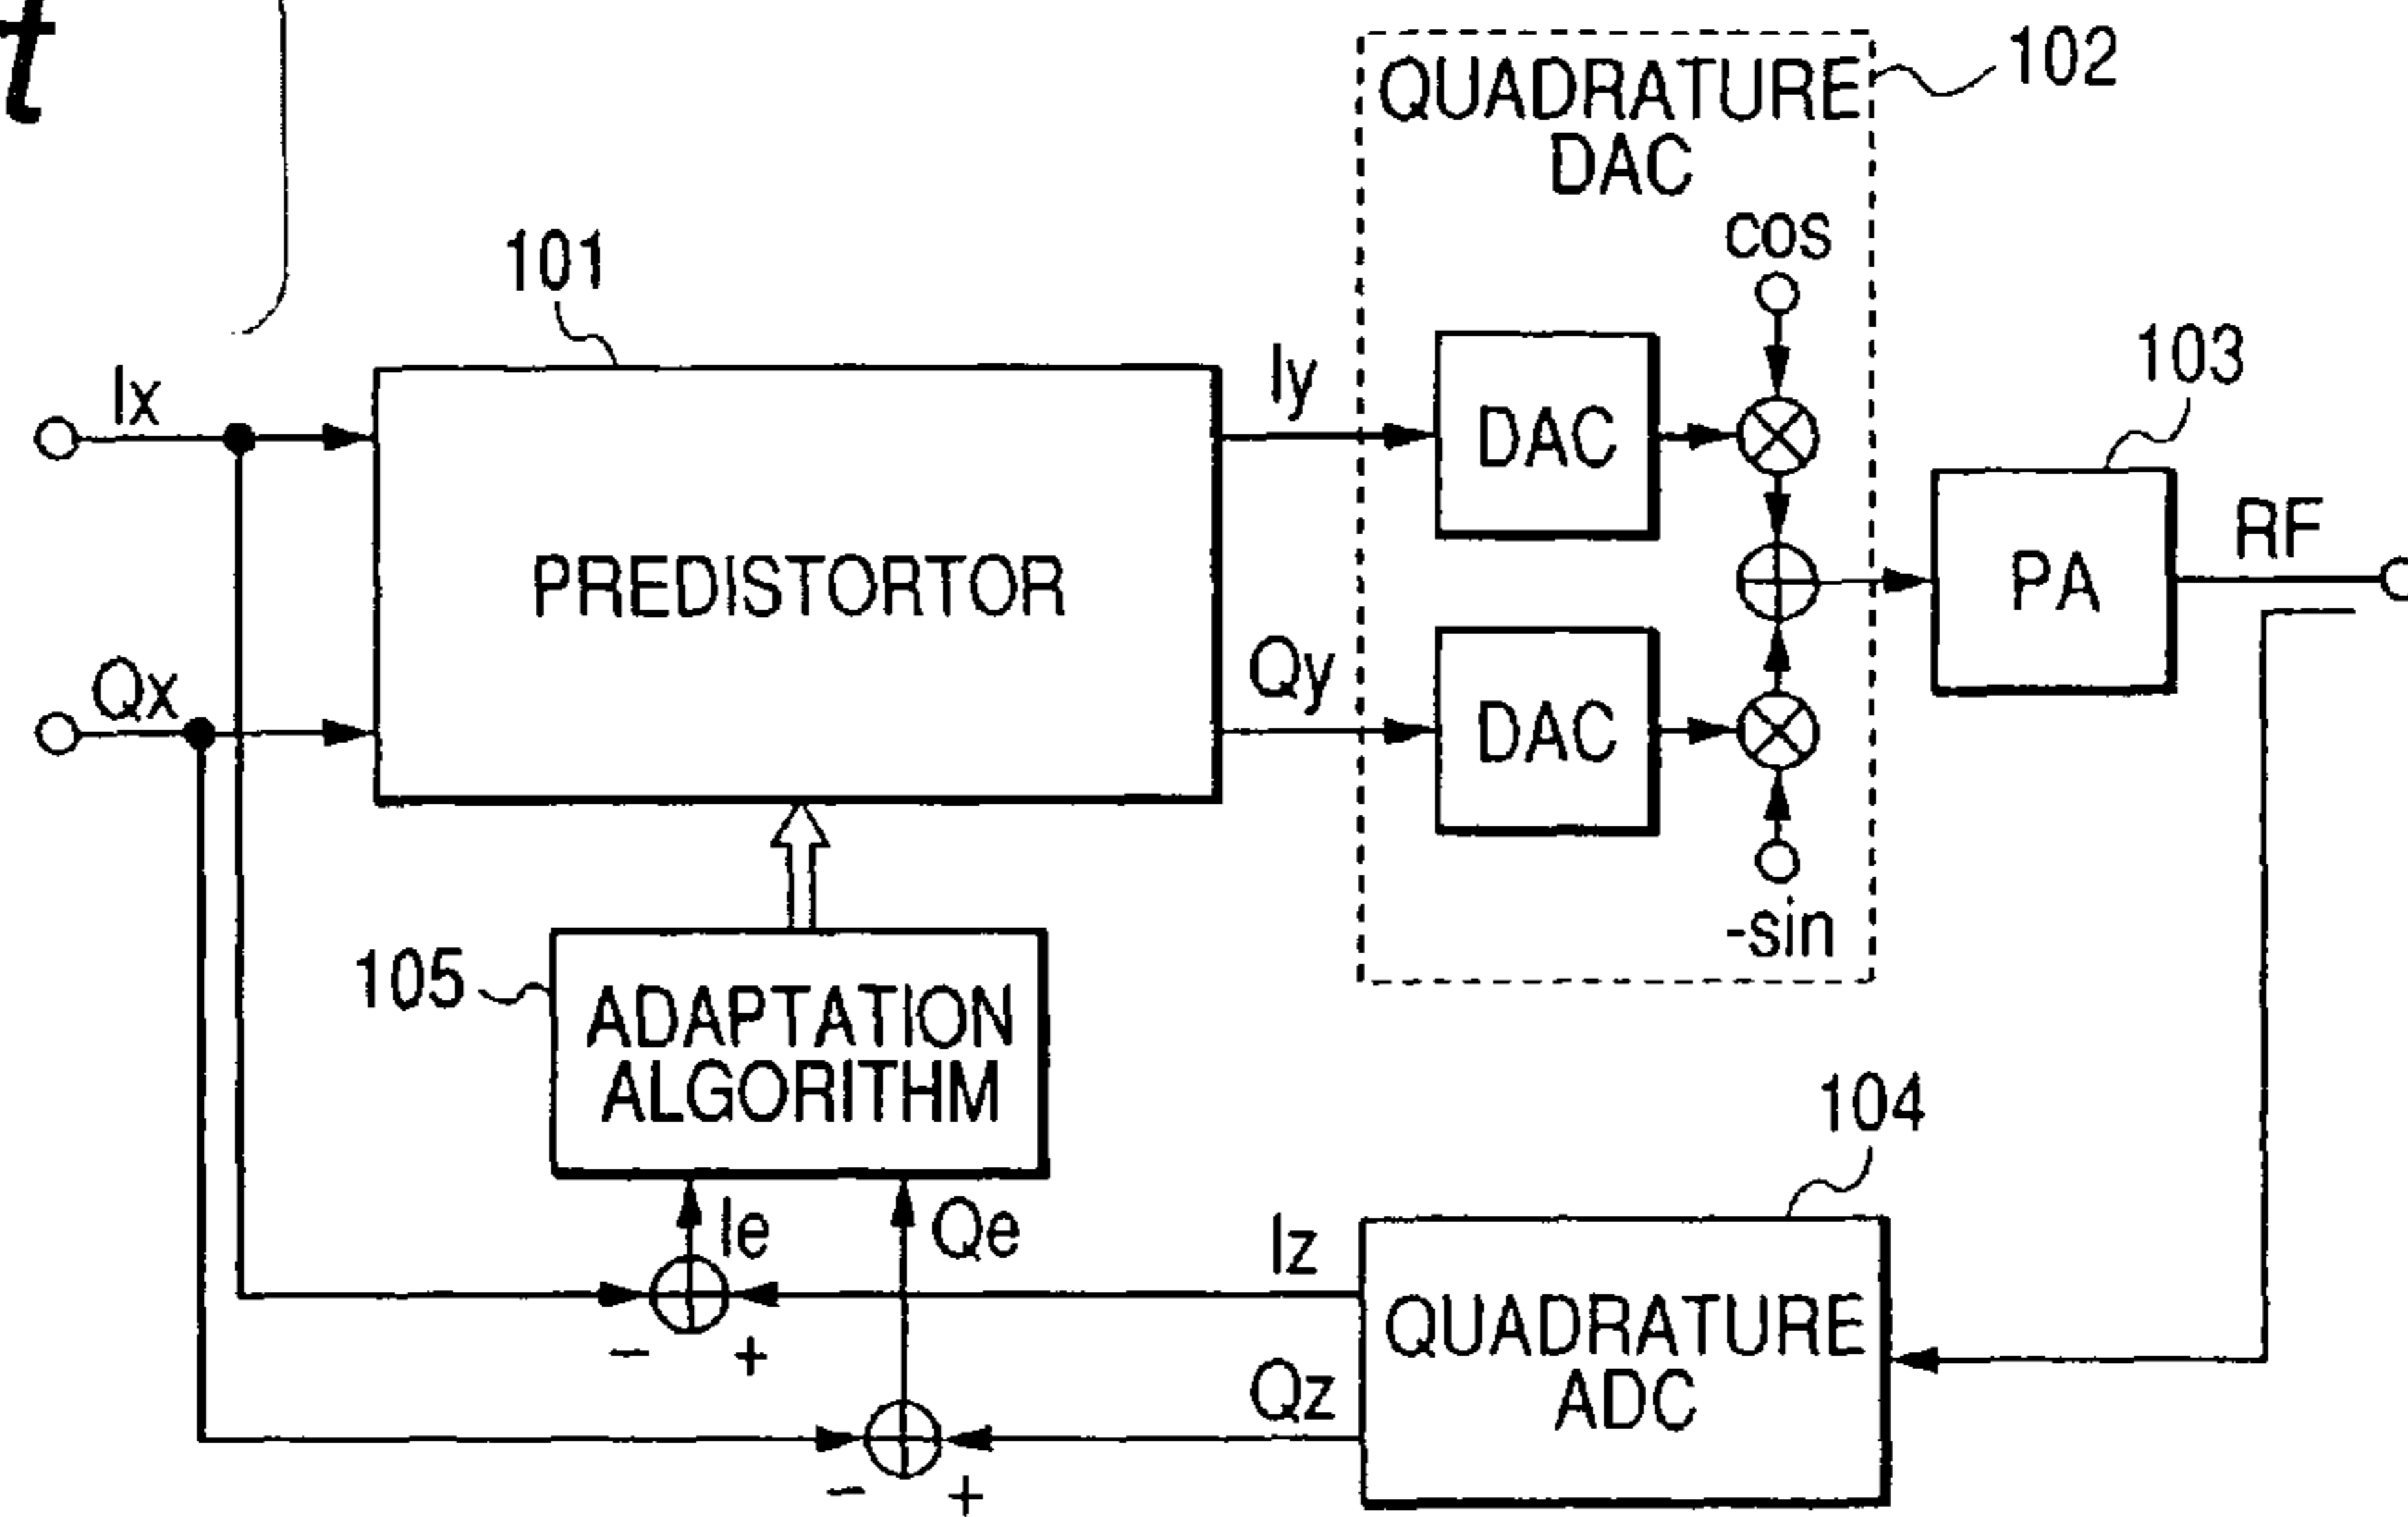 t
102
QUADRATURE
DAC
cos
101
103
Ix
Iy
DAC
RF
PREDISTORTOR
PA
Qx
Qy
DAC
-sin
105
ADAPTATION
ALGORITHM
104
Ie
Qe
Iz
QUADRATURE
ADC
- +
Qz
- +